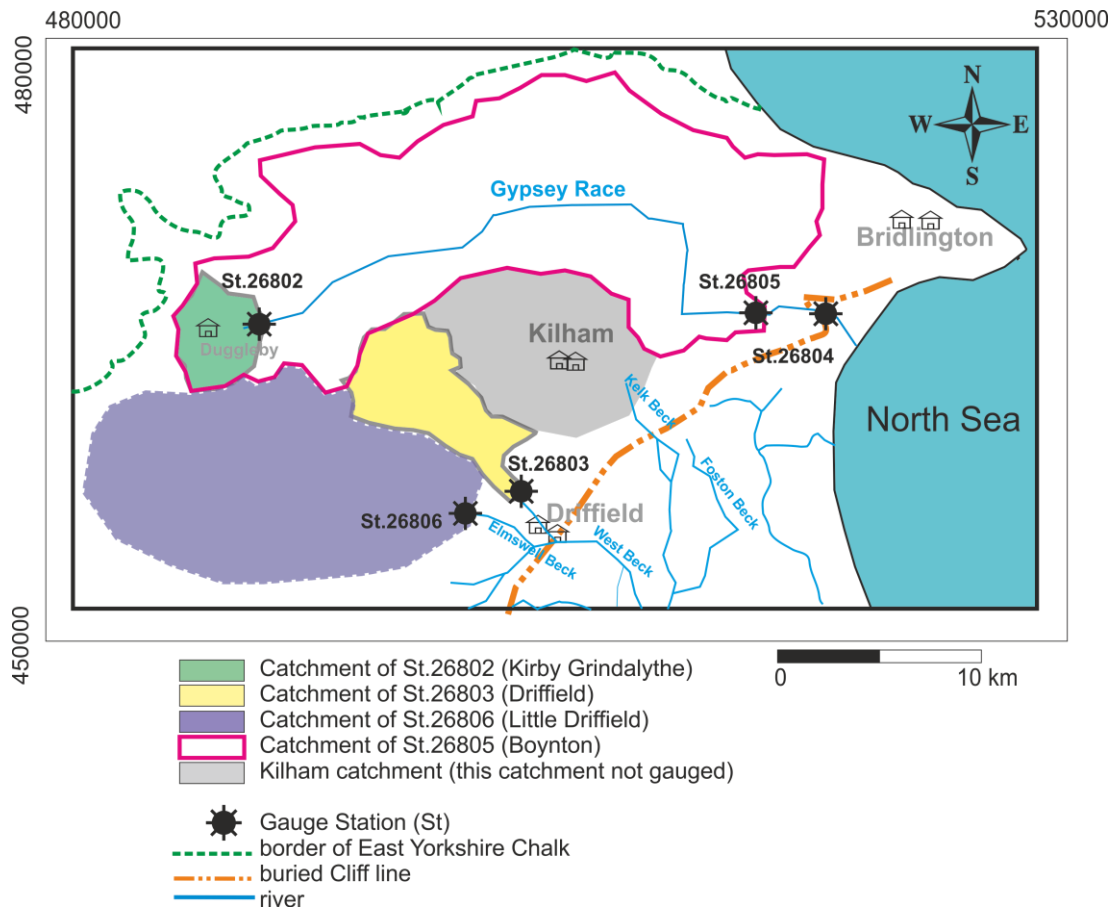 480000
530000
480000
N
W
E
S
Gypsey Race
Bridlington
St.26802
St.26805
Kilham
Duggleby
St.26804
Kelk Beck
North Sea
St.26803
Foston Beck
Driffield
St.26806
Elmswell Beck
West Beck
450000
Catchment of St.26802 (Kirby Grindalythe)
0
10 km
Catchment of St.26803 (Driffield)
Catchment of St.26806 (Little Driffield)
Catchment of St.26805 (Boynton)
Kilham catchment (this catchment not gauged)
Gauge Station (St)
border of East Yorkshire Chalk
buried Cliff line
river